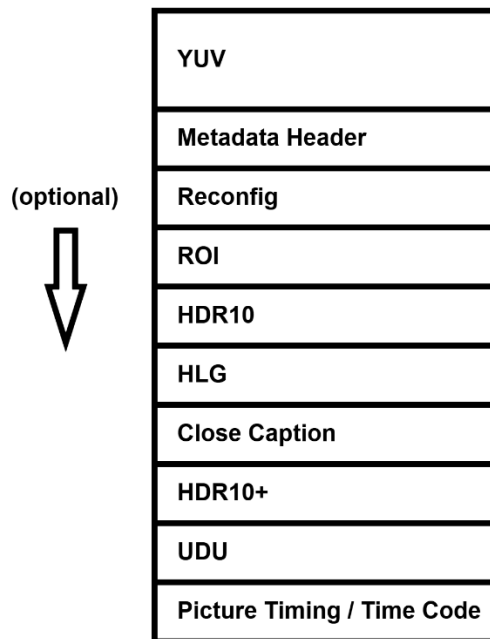 YUV
Metadata Header
(optional)
Reconfig
ROI
HDR10
HLG
Close Caption
HDR10+
UDU
Picture Timing / Time Code